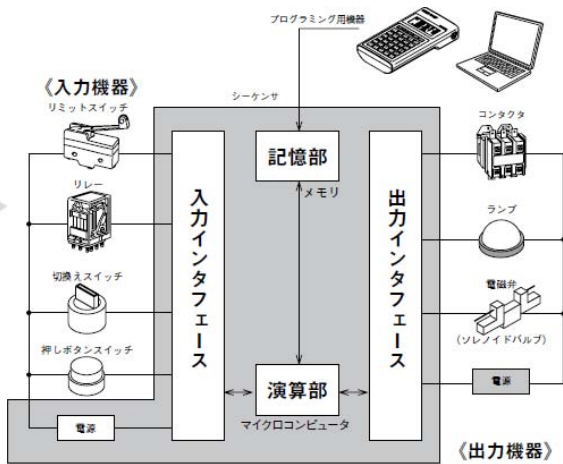 プログラミング用機器
《入力機器》
リミットスイッチ
シーケンサ
コンタクタ
記憶部
メモリ
リレー
入力インタフェース
出力インタフェース
ランプ
切換えスイッチ
電磁弁
(ソレノイドバルブ)
押しボタンスイッチ
演算部
マイクロコンピュータ
電源
電源
《出力機器》